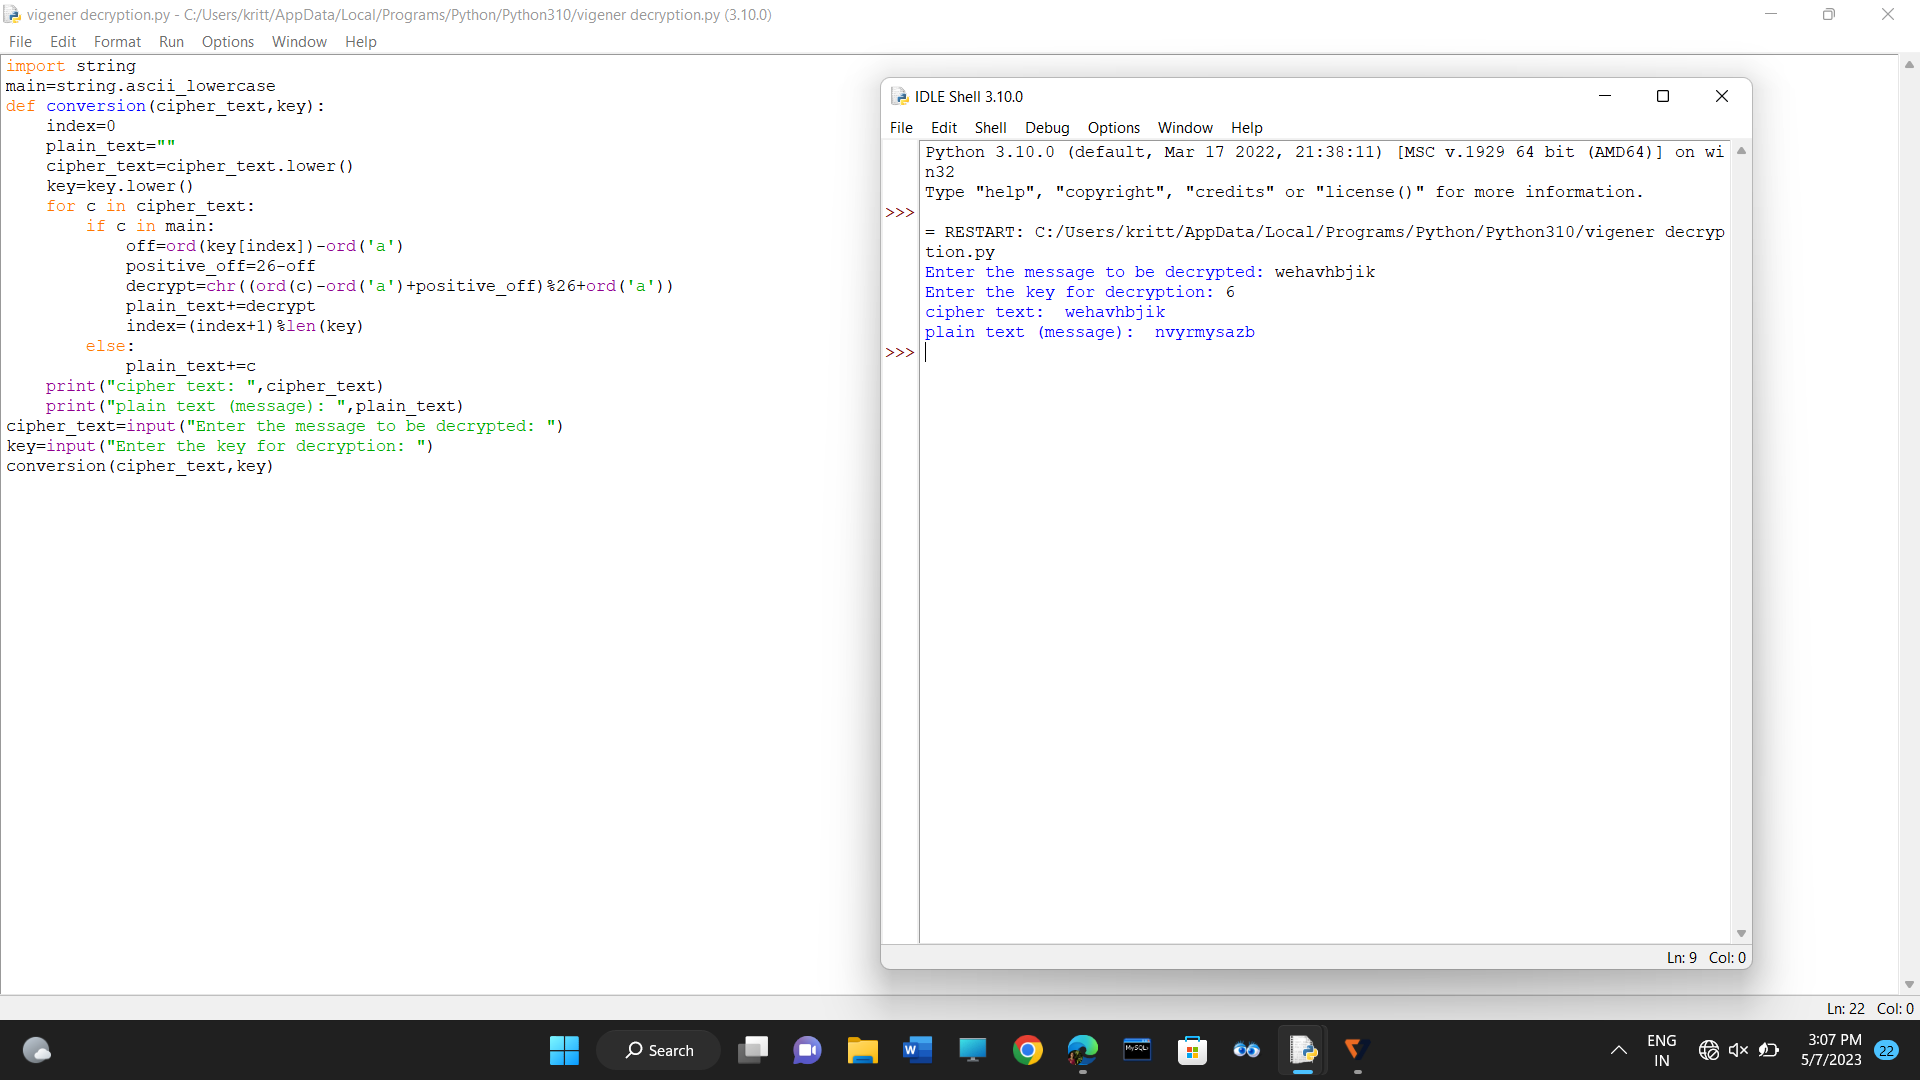 vigener decryption.py - C:/Users/kritt/AppData/Local/Programs/Python/Python310/vigener decryption.py (3.10.0)
File Edit Format Run Options Window Help
import string
main=string.ascii_lowercase
def conversion(cipher_text,key):
    index=0
    plain_text=""
    cipher_text=cipher_text.lower()
    key=key.lower()
    for c in cipher_text:
        if c in main:
            off=ord(key[index])-ord('a')
            positive_off=26-off
            decrypt=chr((ord(c)-ord('a')+positive_off)%26+ord('a'))
            plain_text+=decrypt
            index=(index+1)%len(key)
        else:
            plain_text+=c
    print("cipher text: ",cipher_text)
    print("plain text (message): ",plain_text)
cipher_text=input("Enter the message to be decrypted: ")
key=input("Enter the key for decryption: ")
conversion(cipher_text,key)
IDLE Shell 3.10.0
File Edit Shell Debug Options Window Help
Python 3.10.0 (default, Mar 17 2022, 21:38:11) [MSC v.1929 64 bit (AMD64)] on wi
n32
Type "help", "copyright", "credits" or "license()" for more information.
>>>
= RESTART: C:/Users/kritt/AppData/Local/Programs/Python/Python310/vigener decryp
tion.py
Enter the message to be decrypted: wehavhbjik
Enter the key for decryption: 6
cipher text:  wehavhbjik
plain text (message):  nvyrmysazb
>>>
Ln: 9 Col: 0
Ln: 22 Col: 0
Search
W
MySQL
ENG
IN
3:07 PM
5/7/2023
22